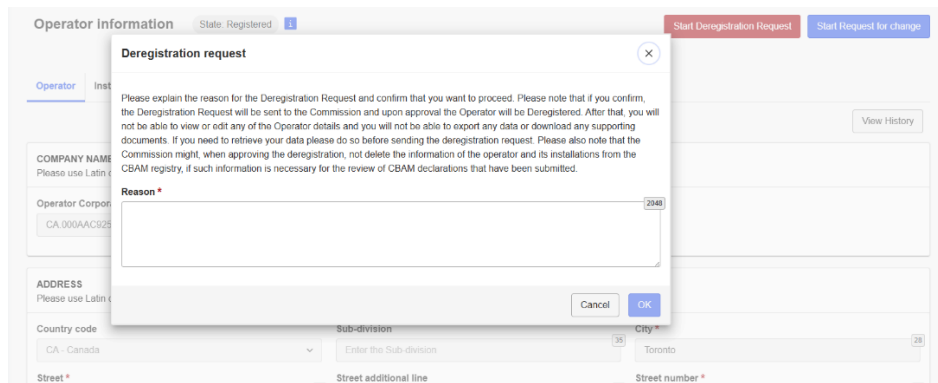 Operator information
State: Registered
i
Start Deregistration Request
Start Request for change
Deregistration request
Operator
Inst
Please explain the reason for the Deregistration Request and confirm that you want to proceed. Please note that if you confirm,
the Deregistration Request will be sent to the Commission and upon approval the Operator will be Deregistered. After that, you will
not be able to view or edit any of the Operator details and you will not be able to export any data or download any supporting
documents. If you need to retrieve your data please do so before sending the deregistration request. Please also note that the
Commission might, when approving the deregistration, not delete the information of the operator and its installations from the
CBAM registry, if such information is necessary for the review of CBAM declarations that have been submitted.
View History
COMPANY NAME
Please use Latin
Reason *
2048
Operator Corpor
CA.000AAC925
ADDRESS
Please use Latin
Cancel
OK
Country code
Sub-division
City *
CA - Canada
Enter the Sub-division
35
Toronto
28
Street *
Street additional line
Street number *